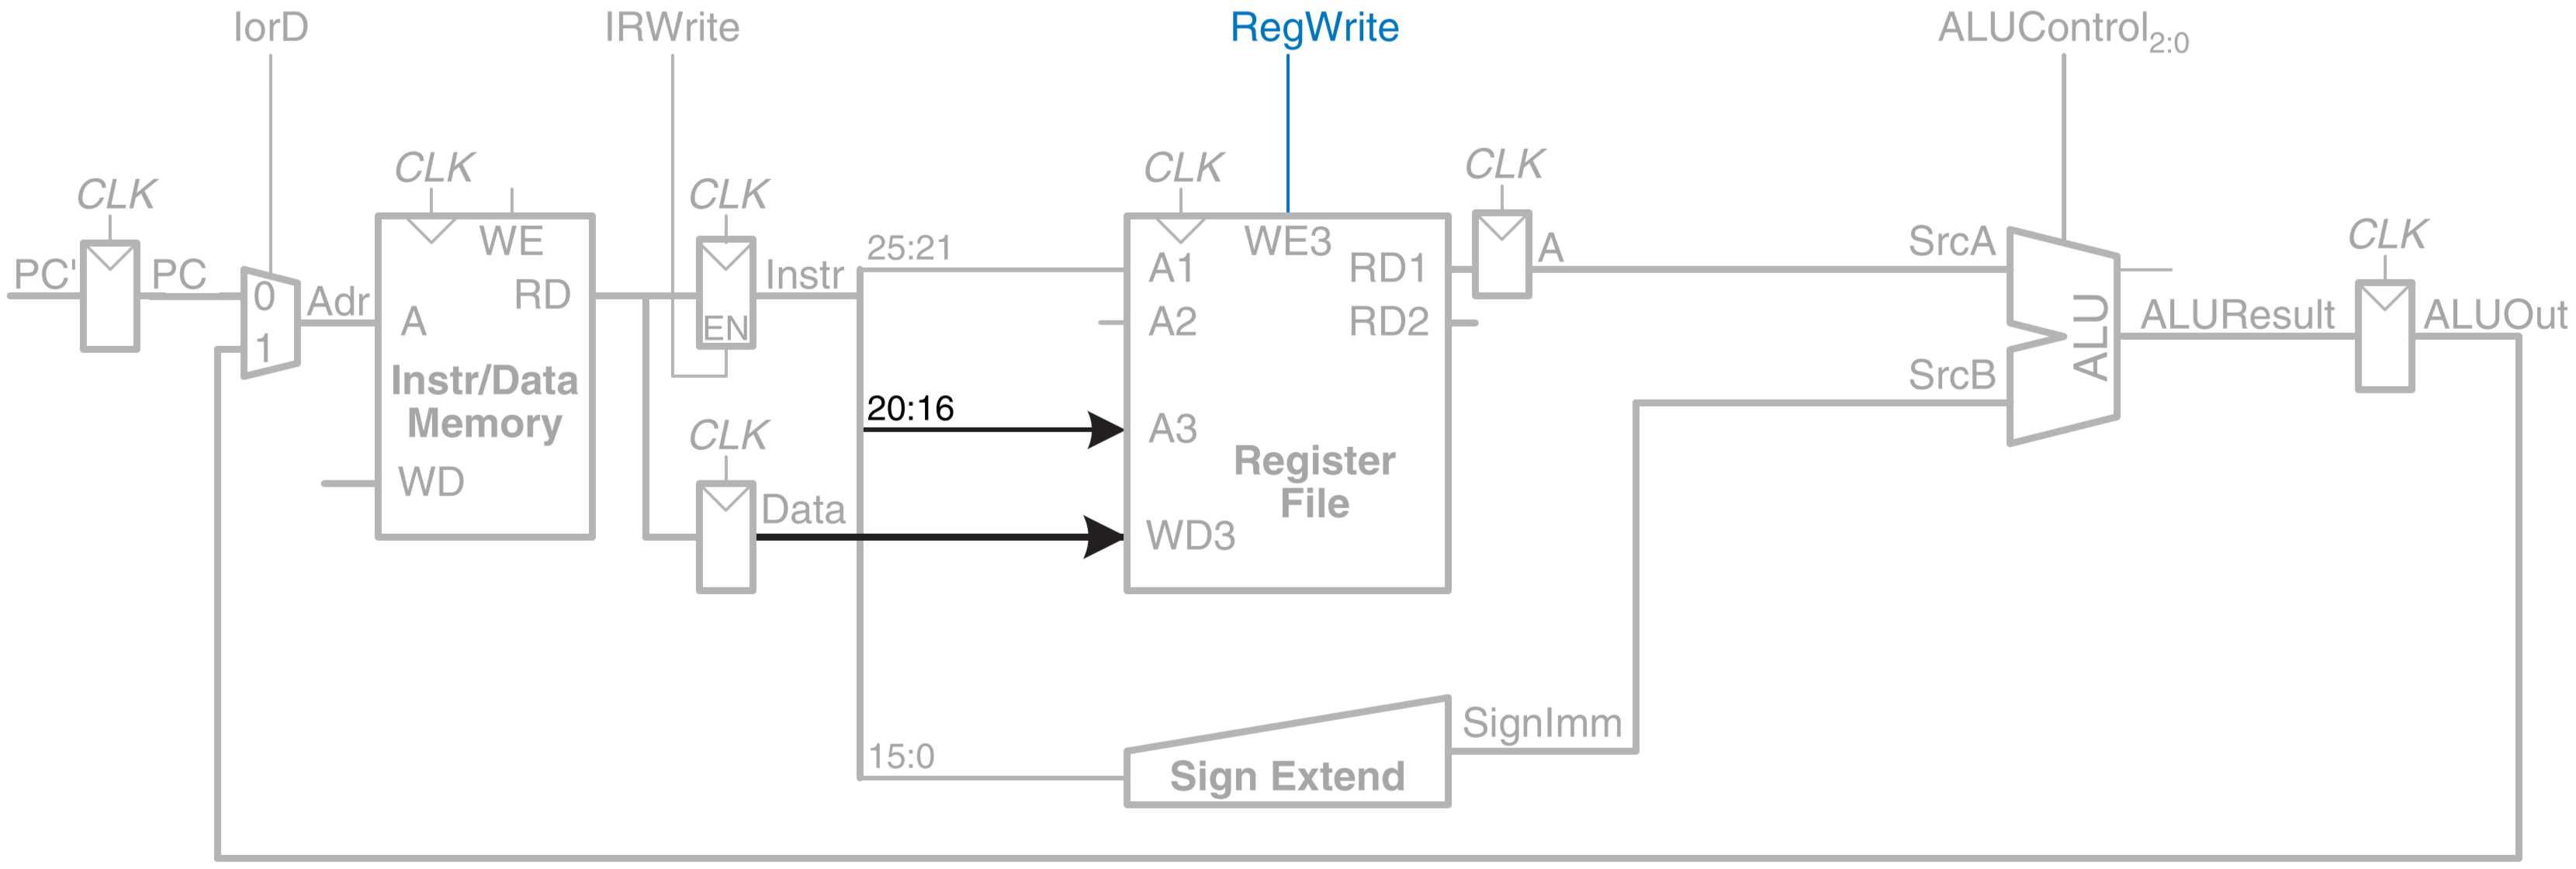 IorD
IRWrite
RegWrite
ALUControl2:0
CLK
CLK
CLK
CLK
CLK
CLK
PC'
PC
0
1
Adr
WE
RD
A
Instr/Data
Memory
WD
EN
Instr
CLK
Data
25:21
20:16
15:0
A1
A2
A3
WD3
WE3
RD1
RD2
Register
File
A
SrcA
SrcB
ALU
ALUResult
ALUOut
Sign Extend
SignImm